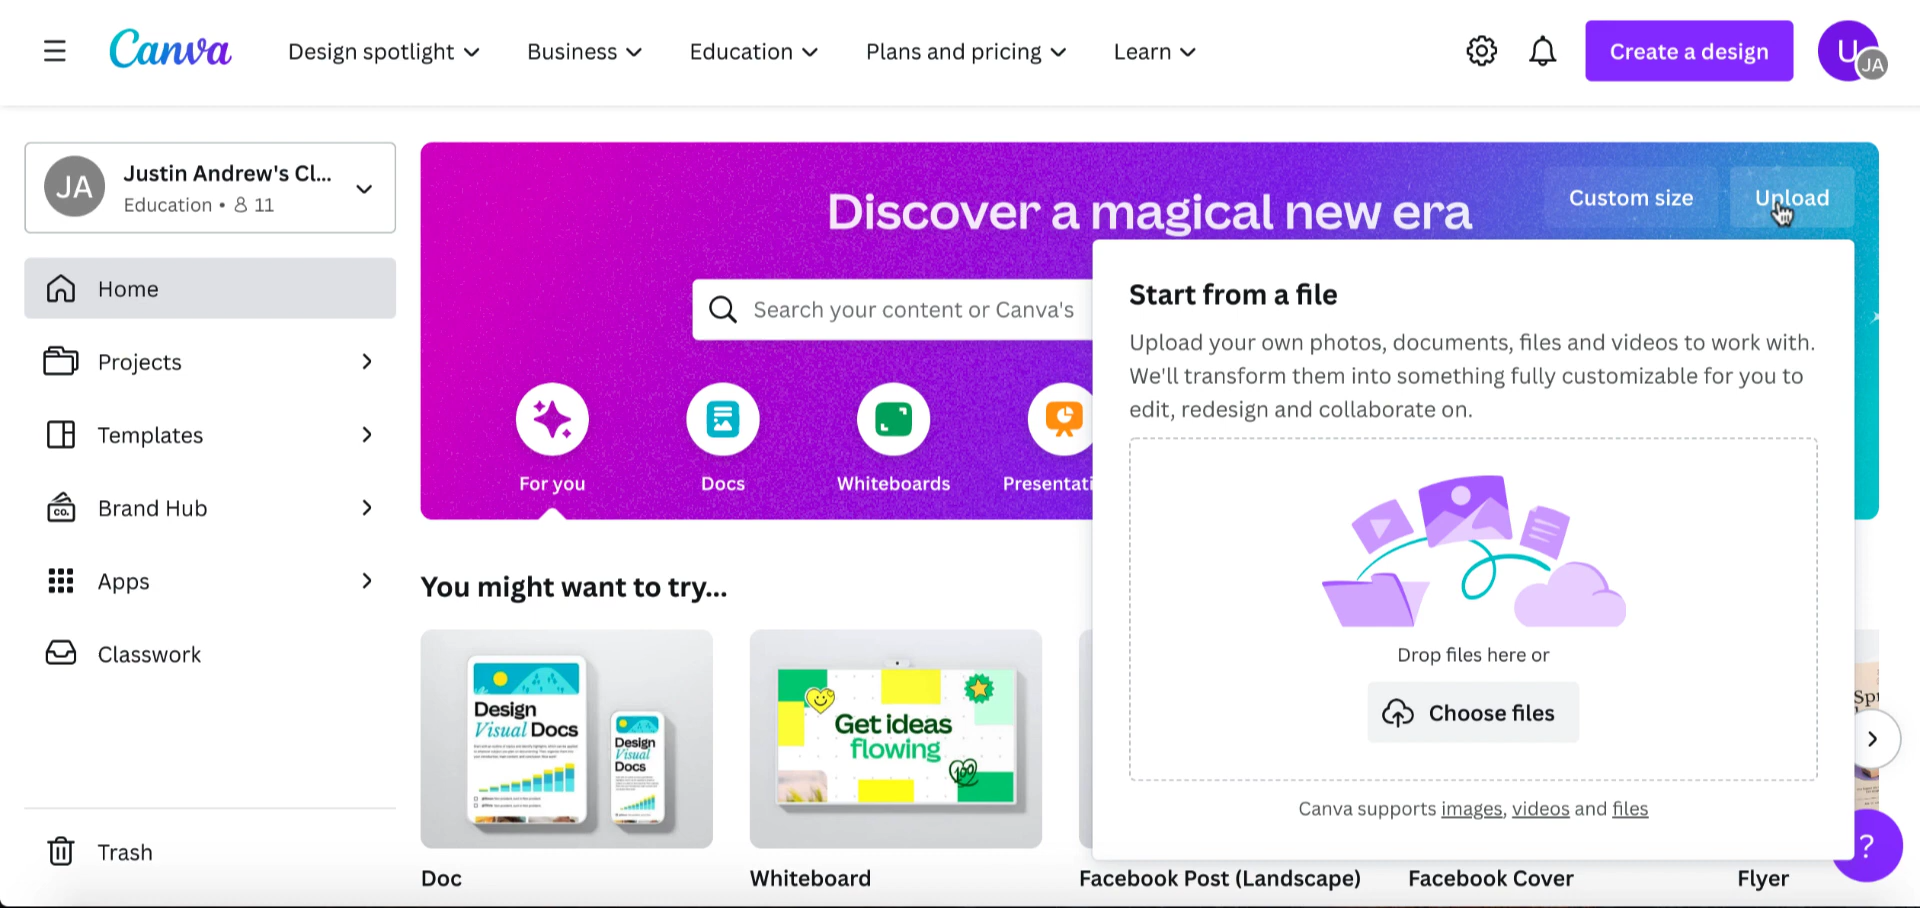 Canva
Design spotlight
Business
Education
Plans and pricing
Learn
Create a design
U
JA
JA
Justin Andrew's Cl...
Education • 11
Home
Projects
Templates
Brand Hub
CO.
Apps
Classwork
Trash
Discover a magical new era
Custom size
Upload
Search your content or Canva's
For you
Docs
Whiteboards
Presentati
Start from a file
Upload your own photos, documents, files and videos to work with.
We'll transform them into something fully customizable for you to
edit, redesign and collaborate on.
Drop files here or
Choose files
Canva supports images, videos and files
You might want to try...
Design
Visual Docs
Design
Visual
Docs
Get ideas
flowing
100
Spr
?
Doc
Whiteboard
Facebook Post (Landscape)
Facebook Cover
Flyer